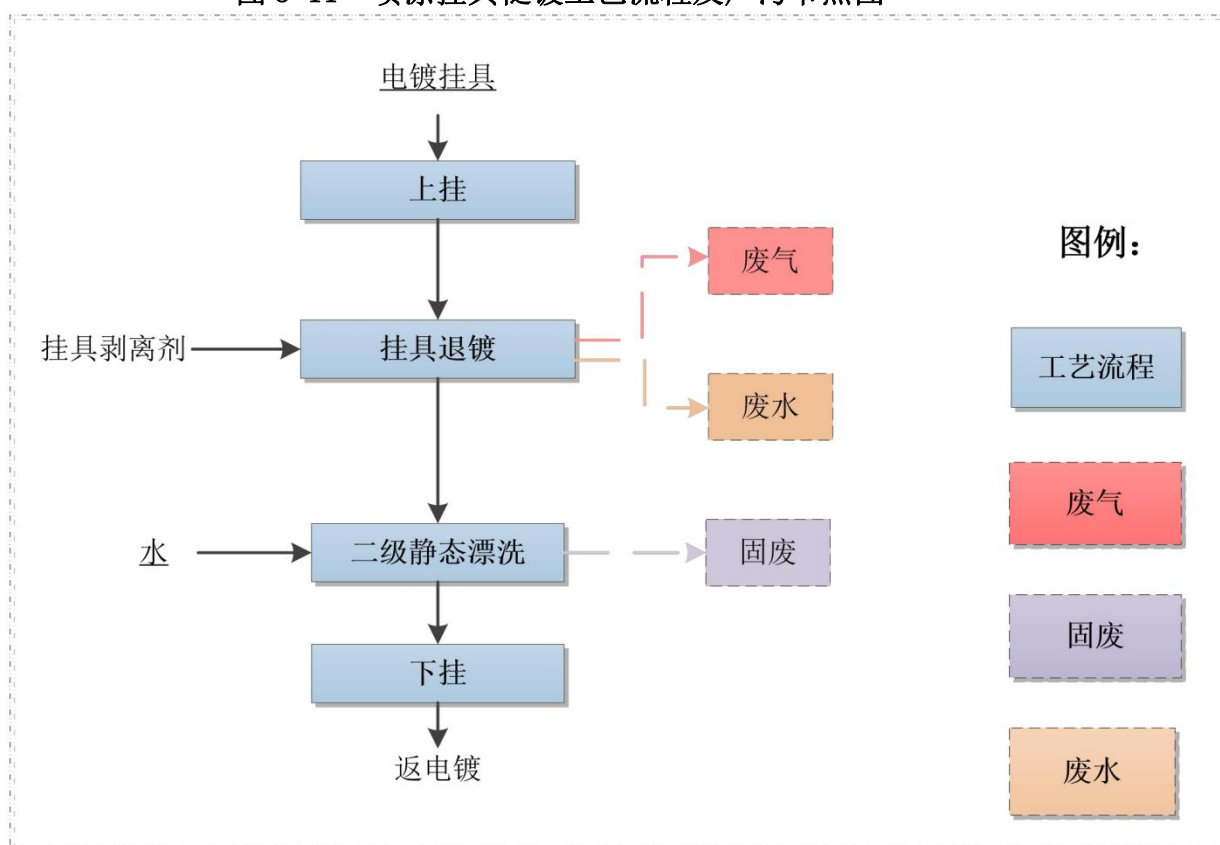 电镀挂具
上挂
废气
图例：
挂具剥离剂
挂具退镀
工艺流程
废水
废气
水
二级静态漂洗
固废
固废
下挂
返电镀
废水